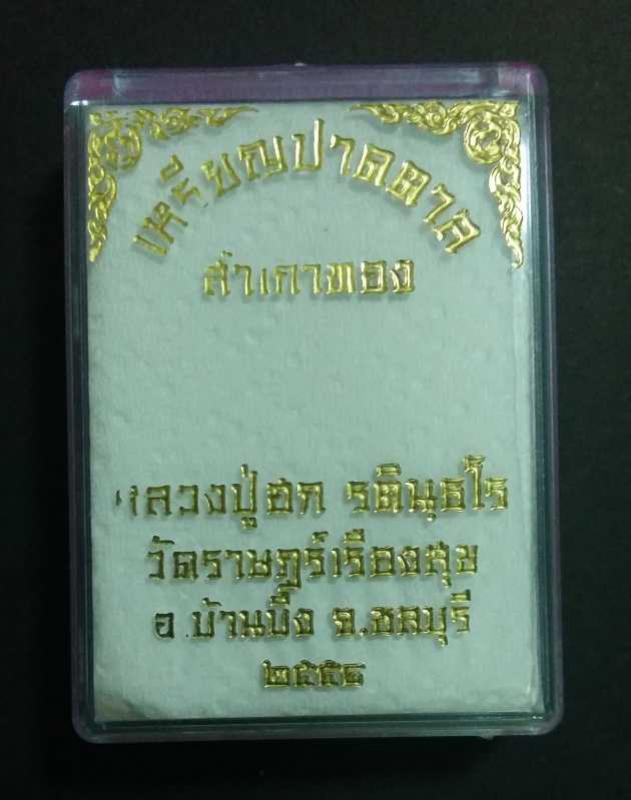 เหรียญปาดตาล
สำเภาทอง
หลวงปู่ฮก รตินฺธโร
วัดราษฎร์เรืองสุข
อ.บ้านบึ้ง จ.ชลบุรี
๒๕๕๔